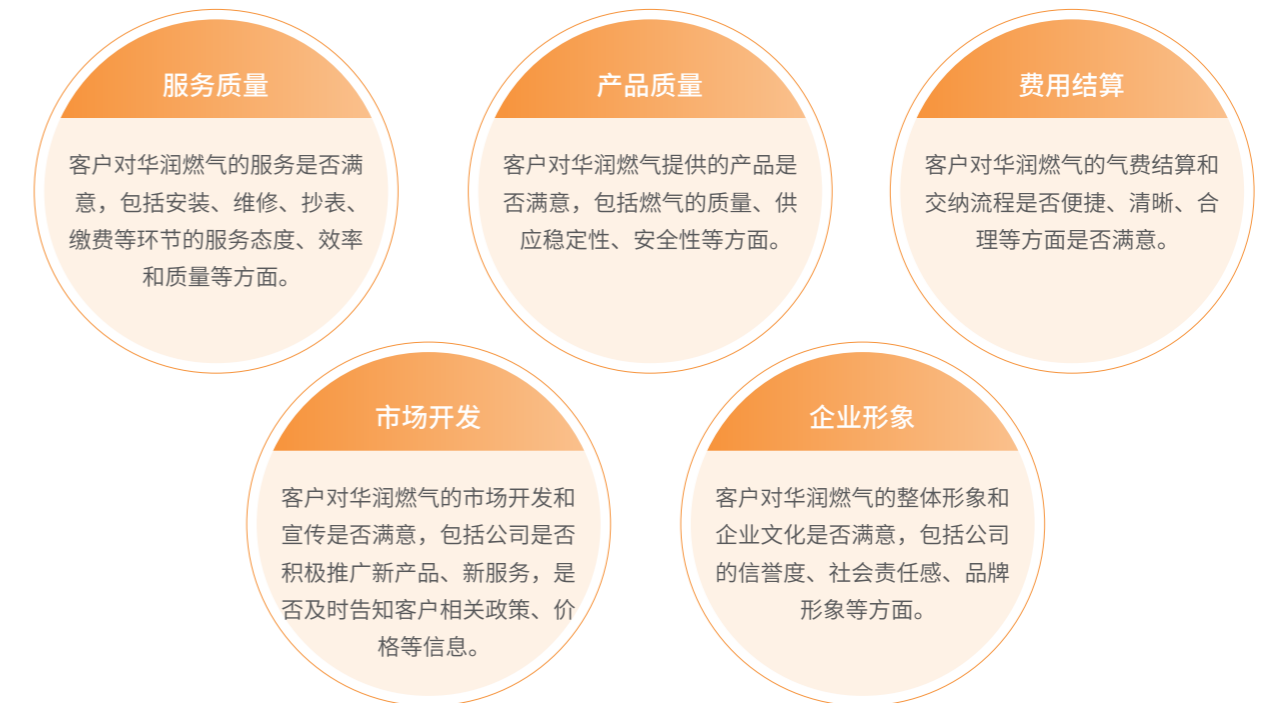 服务质量
客户对华润燃气的服务是否满
意，包括安装、维修、抄表、
缴费等环节的服务态度、效率
和质量等方面。
产品质量
客户对华润燃气提供的产品是
否满意，包括燃气的质量、供
应稳定性、安全性等方面。
费用结算
客户对华润燃气的气费结算和
交纳流程是否便捷、清晰、合
理等方面是否满意。
市场开发
客户对华润燃气的市场开发和
宣传是否满意，包括公司是否
积极推广新产品、新服务，是
否及时告知客户相关政策、价
格等信息。
企业形象
客户对华润燃气的整体形象和
企业文化是否满意，包括公司
的信誉度、社会责任感、品牌
形象等方面。